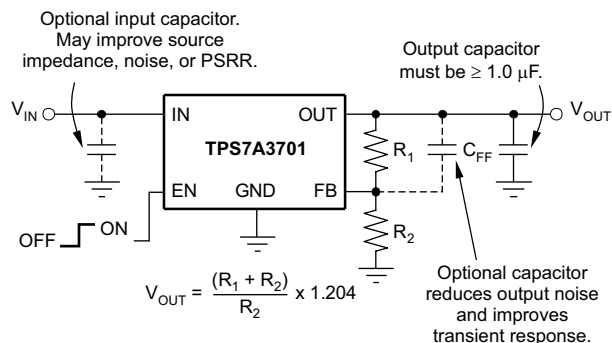 Optional input capacitor.
May improve source
impedance, noise, or PSRR.
Output capacitor
must be ≥ 1.0 μF.
V_IN
IN
OUT
V_OUT
TPS7A3701
R_1
C_FF
EN
GND
FB
OFF
ON
R_2
V_OUT = (R_1 + R_2) / R_2 x 1.204
Optional capacitor
reduces output noise
and improves
transient response.